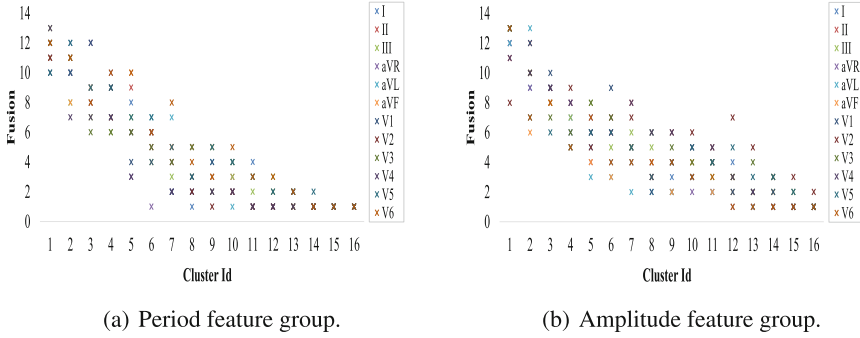 14
12
10
8
6
4
2
0
Fusion
1 2 3 4 5 6 7 8 9 10 11 12 13 14 15 16
Cluster Id
I
II
III
aVR
aVL
aVF
V1
V2
V3
V4
V5
V6
(a) Period feature group.
14
12
10
8
6
4
2
0
Fusion
1 2 3 4 5 6 7 8 9 10 11 12 13 14 15 16
Cluster Id
I
II
III
aVR
aVL
aVF
V1
V2
V3
V4
V5
V6
(b) Amplitude feature group.